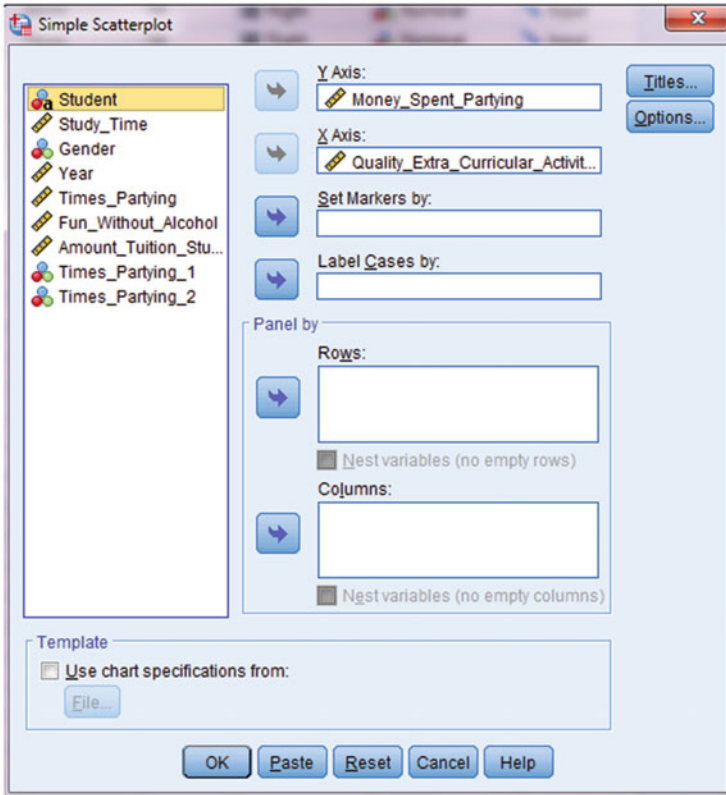 Simple Scatterplot
Student
Study_Time
Gender
Year
Times_Partying
Fun_Without_Alcohol
Amount_Tuition_Stu...
Times_Partying_1
Times_Partying_2
Y Axis:
Money_Spent_Partying
X Axis:
Quality_Extra_Curricular_Activit...
Set Markers by:
Label Cases by:
Panel by
Rows:
Nest variables (no empty rows)
Columns:
Nest variables (no empty columns)
Titles...
Options...
Template
Use chart specifications from:
File...
OK Paste Reset Cancel Help